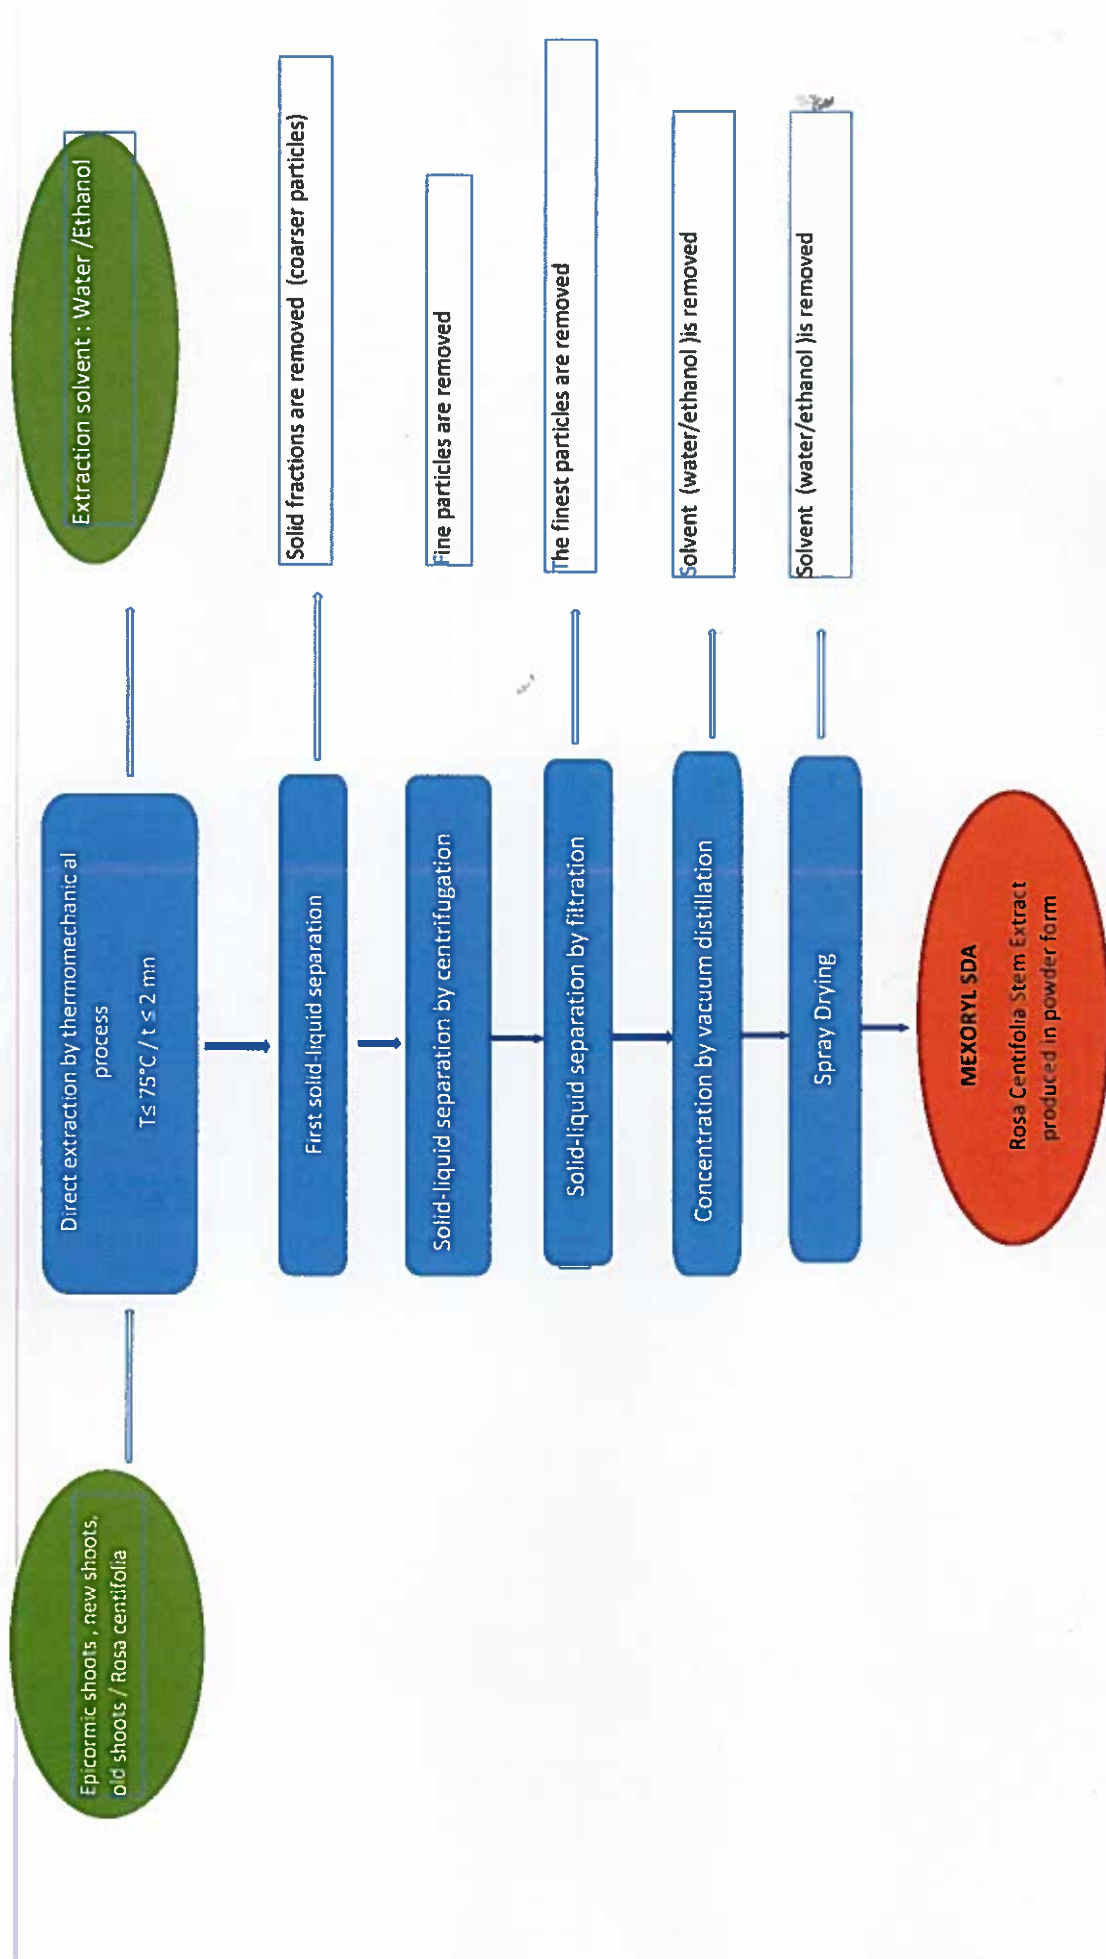 Epicormic shoots , new shoots,
old shoots / Rosa centifolia
Direct extraction by thermomechanical
process
T≤ 75°C / t ≤ 2 mn
Extraction solvent : Water /Ethanol
First solid-liquid separation
Solid fractions are removed (coarser particles)
Solid-liquid separation by centrifugation
Fine particles are removed
Solid-liquid separation by filtration
The finest particles are removed
Concentration by vacuum distillation
Solvent (water/ethanol )is removed
Spray Drying
Solvent (water/ethanol )is removed
MEXORYL SDA
Rosa Centifolia Stem Extract
produced in powder form